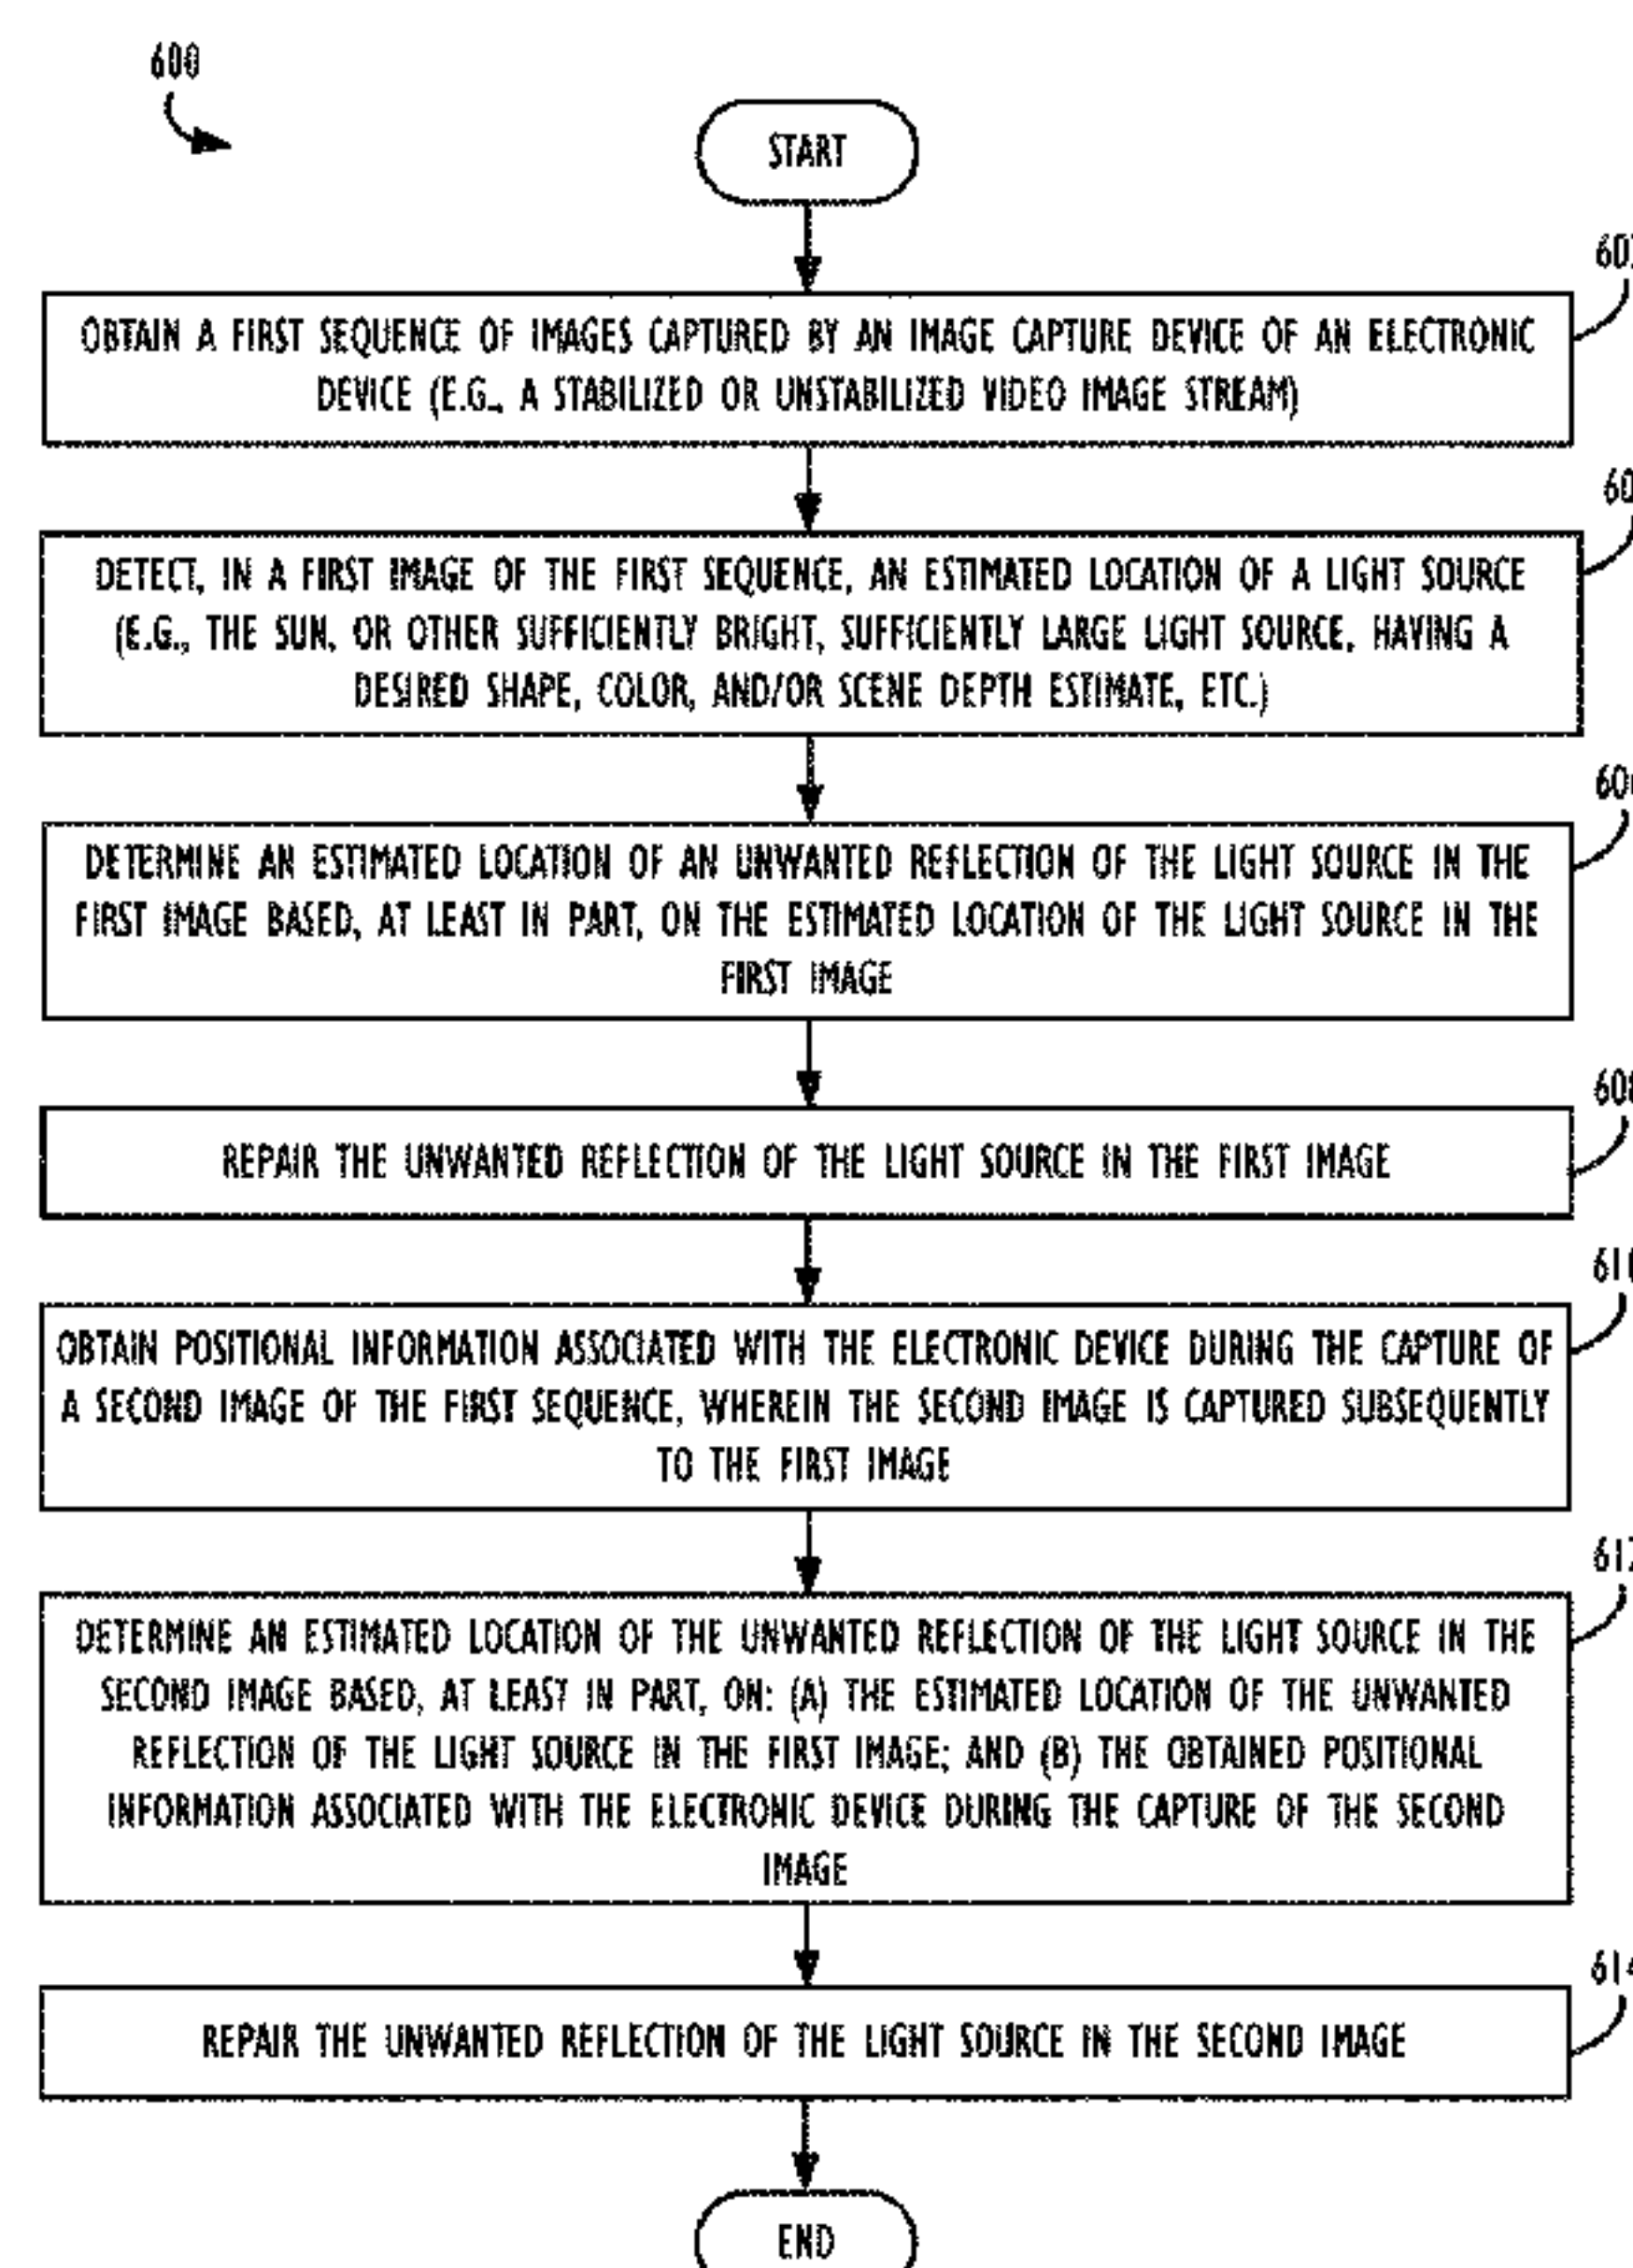 600
START
OBTAIN A FIRST SEQUENCE OF IMAGES CAPTURED BY AN IMAGE CAPTURE DEVICE OF AN ELECTRONIC
DEVICE (E.G., A STABILIZED OR UNSTABILIZED VIDEO IMAGE STREAM)
DETECT, IN A FIRST IMAGE OF THE FIRST SEQUENCE, AN ESTIMATED LOCATION OF A LIGHT SOURCE
(E.G., THE SUN, OR OTHER SUFFICIENTLY BRIGHT, SUFFICIENTLY LARGE LIGHT SOURCE, HAVING A
DESIRED SHAPE, COLOR, AND/OR SCENE DEPTH ESTIMATE, ETC.)
DETERMINE AN ESTIMATED LOCATION OF AN UNWANTED REFLECTION OF THE LIGHT SOURCE IN THE
FIRST IMAGE BASED, AT LEAST IN PART, ON THE ESTIMATED LOCATION OF THE LIGHT SOURCE IN THE
FIRST IMAGE
608
REPAIR THE UNWANTED REFLECTION OF THE LIGHT SOURCE IN THE FIRST IMAGE
OBTAIN POSITIONAL INFORMATION ASSOCIATED WITH THE ELECTRONIC DEVICE DURING THE CAPTURE OF
A SECOND IMAGE OF THE FIRST SEQUENCE, WHEREIN THE SECOND IMAGE IS CAPTURED SUBSEQUENTLY
TO THE FIRST IMAGE
612
DETERMINE AN ESTIMATED LOCATION OF THE UNWANTED REFLECTION OF THE LIGHT SOURCE IN THE
SECOND IMAGE BASED, AT LEAST IN PART, ON: (A) THE ESTIMATED LOCATION OF THE UNWANTED
REFLECTION OF THE LIGHT SOURCE IN THE FIRST IMAGE; AND (B) THE OBTAINED POSITIONAL
INFORMATION ASSOCIATED WITH THE ELECTRONIC DEVICE DURING THE CAPTURE OF THE SECOND
IMAGE
614
REPAIR THE UNWANTED REFLECTION OF THE LIGHT SOURCE IN THE SECOND IMAGE
END